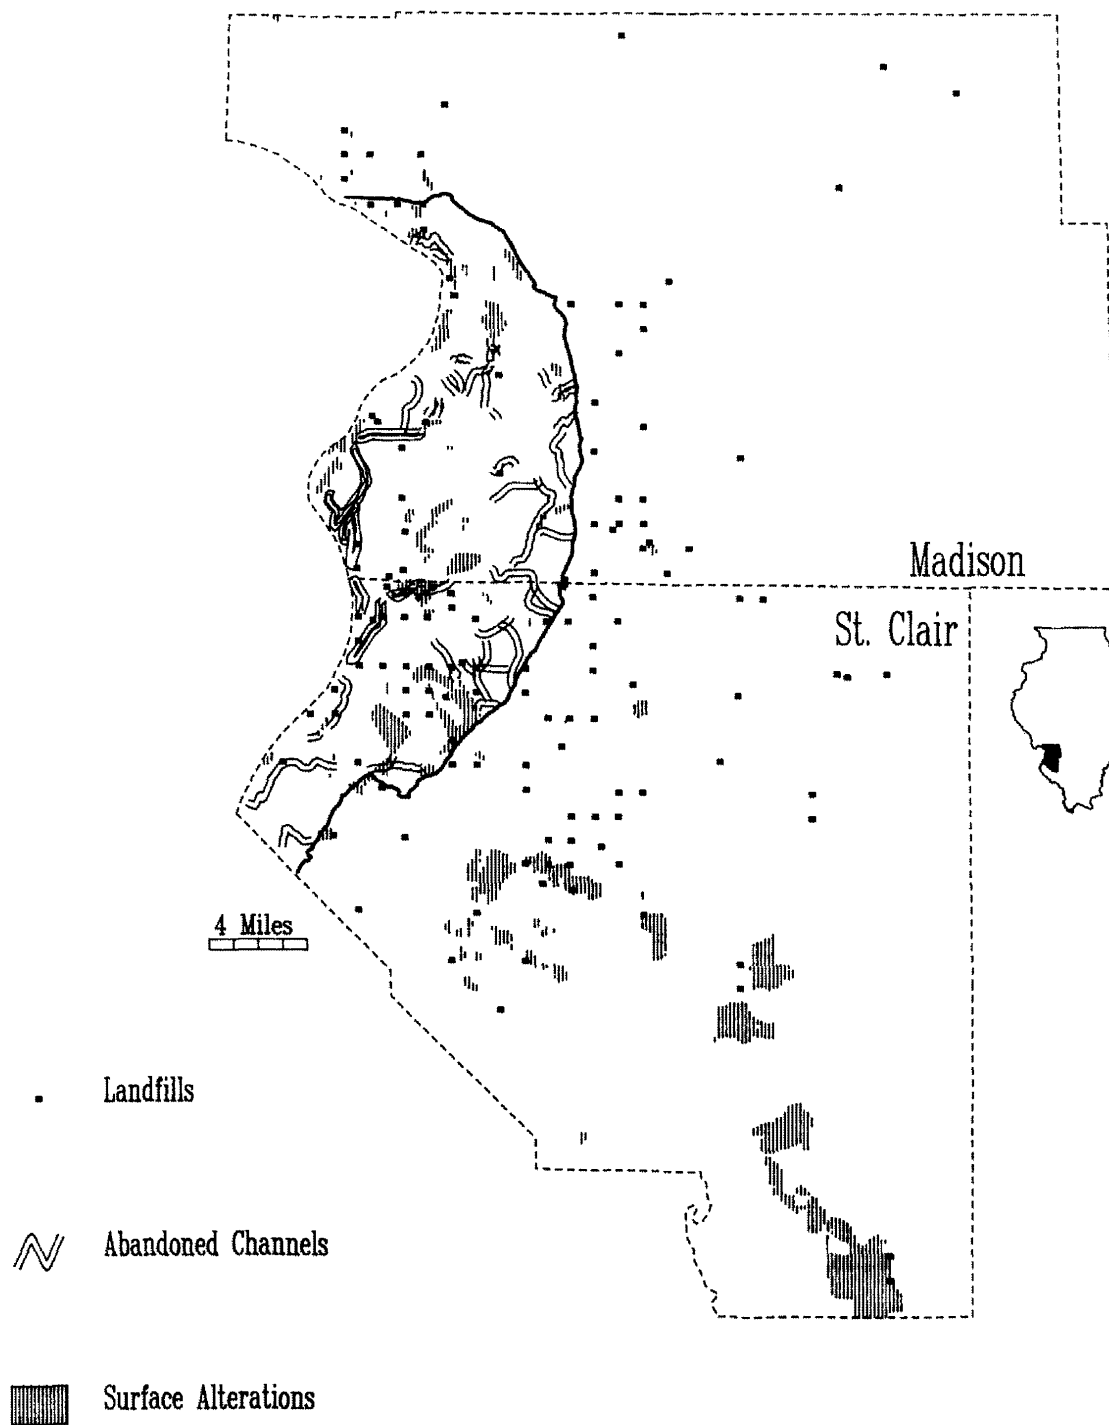 Madison
St. Clair
4 Miles
Landfills
Abandoned Channels
Surface Alterations